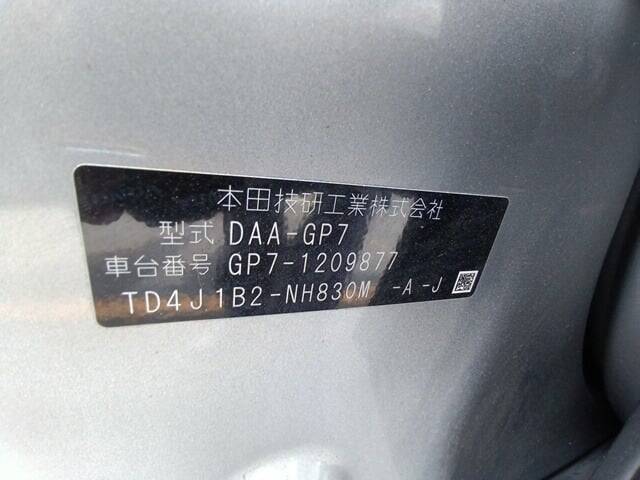 本田技研工業株式会社
型式 DAA-GP7
車台番号 GP7-1209877
TD4J1B2-NH830M -A-J